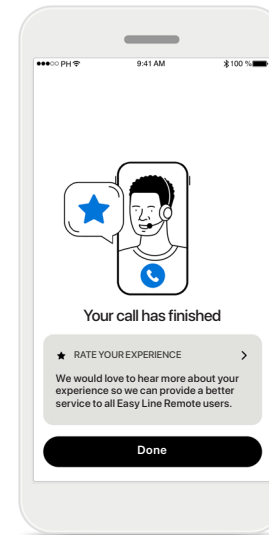 PH 9:41 AM 100 %
Your call has finished
RATE YOUR EXPERIENCE
We would love to hear more about your
experience so we can provide a better
service to all Easy Line Remote users.
Done